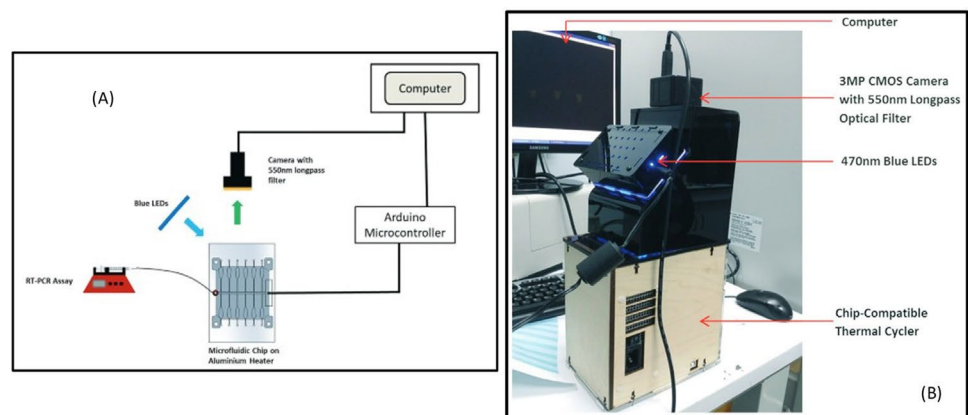 (A)
Computer
Camera with
550nm longpass
filter
Blue LEDs
Arduino
Microcontroller
RT-PCR Assay
Microfluidic Chip on
Aluminium Heater
Computer
3MP CMOS Camera
with 550nm Longpass
Optical Filter
470nm Blue LEDs
Chip-Compatible
Thermal Cycler
SAMSUNG
(B)